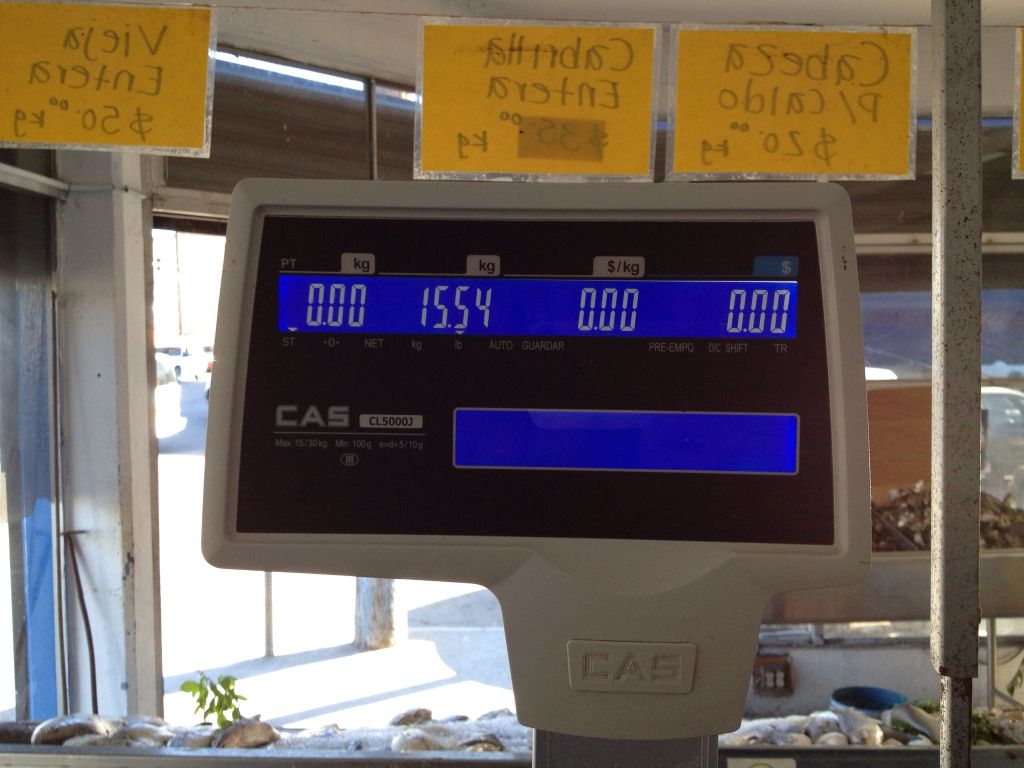 Vieja
Entera
$50.00 kg
Cabrilla
Entera
$35.00 kg
Cabeza
P/Caldo
$20.00 kg
PT kg kg $/kg $
0.00 15.54 0.00 0.00
ST -0- NET kg lb AUTO GUARDAR PRE-EMPQ D/C SHIFT TR
CAS CL5000J
Max 15/30kg Min 100g e=d=5/10g
III
CAS